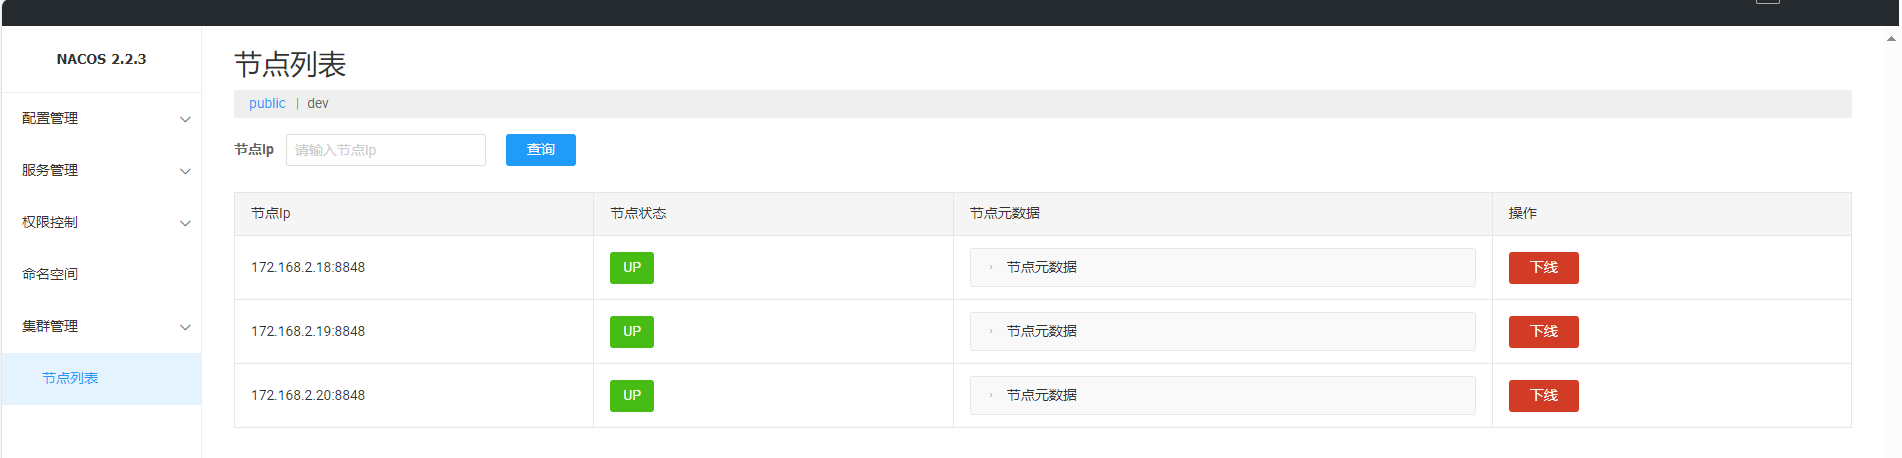 NACOS 2.2.3
配置管理
服务管理
权限控制
命名空间
集群管理
节点列表
节点列表
public | dev
节点Ip 请输入节点Ip 查询
节点Ip 节点状态 节点元数据 操作
172.168.2.18:8848 UP 节点元数据 下线
172.168.2.19:8848 UP 节点元数据 下线
172.168.2.20:8848 UP 节点元数据 下线